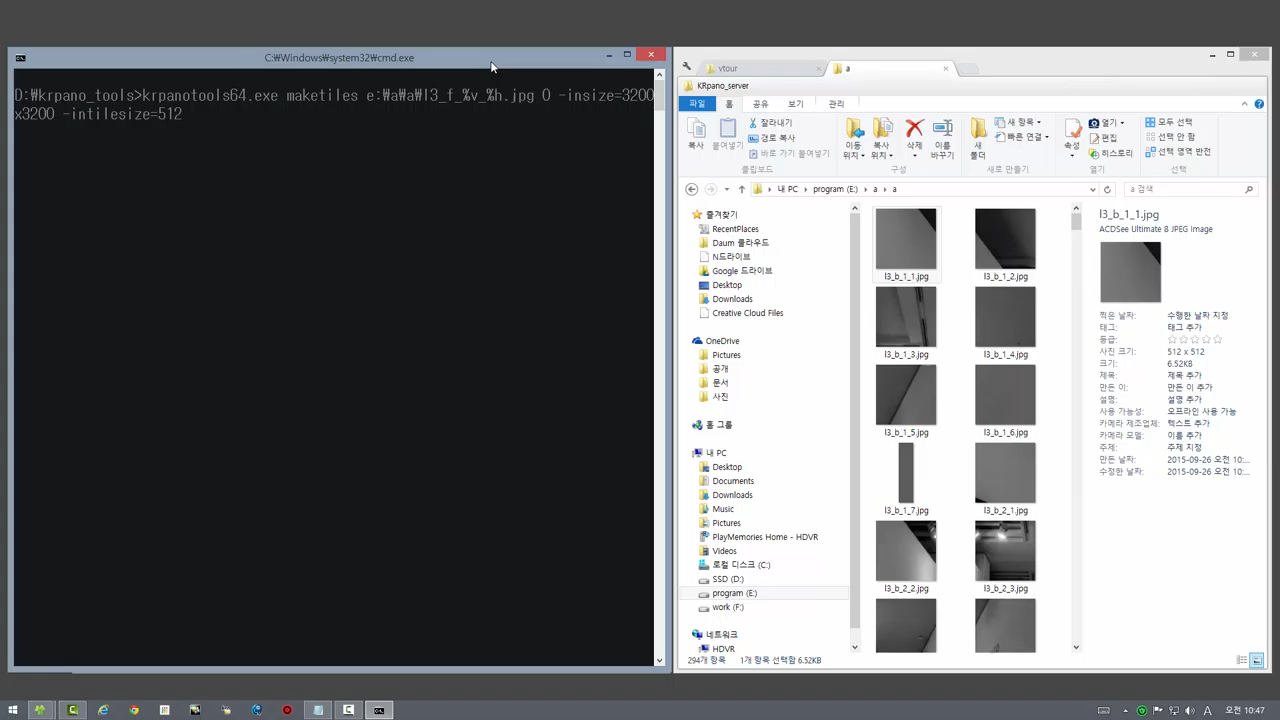 C:\Windows\system32\cmd.exe
C:\krpano_tools>krpanotools64.exe maketiles e:\a\a\l3_f_%v_%h.jpg 0 -insize=3200
x3200 -intilesize=512
vtour
a
KRpano_server
파일
홈
공유
보기
관리
복사
붙여넣기
잘라내기
경로 복사
바로 가기 붙여넣기
클립보드
이동
위치
복사
위치
삭제
이름
바꾸기
구성
새
폴더
새 항목
빠른 연결
새로 만들기
속성
열기
편집
히스토리
열기
모두 선택
선택 안 함
선택 영역 반전
선택
내 PC
program (E:)
a
a
a 검색
즐겨찾기
RecentPlaces
Daum 클라우드
N드라이브
Google 드라이브
Desktop
Downloads
Creative Cloud Files
OneDrive
Pictures
공개
문서
사진
홈 그룹
내 PC
Desktop
Documents
Downloads
Music
Pictures
PlayMemories Home - HDVR
Videos
로컬 디스크 (C:)
SSD (D:)
program (E:)
work (F:)
네트워크
HDVR
l3_b_1_1.jpg
l3_b_1_2.jpg
l3_b_1_3.jpg
l3_b_1_4.jpg
l3_b_1_5.jpg
l3_b_1_6.jpg
l3_b_1_7.jpg
l3_b_2_1.jpg
l3_b_2_2.jpg
l3_b_2_3.jpg
l3_b_1_1.jpg
ACDSee Ultimate 8 JPEG Image
찍은 날짜: 수행한 날짜 지정
태그: 태그 추가
등급:
사진 크기: 512 x 512
크기: 6.52KB
제목: 제목 추가
만든 이: 만든 이 추가
설명: 설명 추가
사용 가능성: 오프라인 사용 가능
카메라 제조업체: 텍스트 추가
카메라 모델: 이름 추가
주제: 주제 지정
만든 날짜: 2015-09-26 오전 10:...
수정한 날짜: 2015-09-26 오전 10:...
294개 항목
1개 항목 선택함 6.52KB
A
오전 10:47